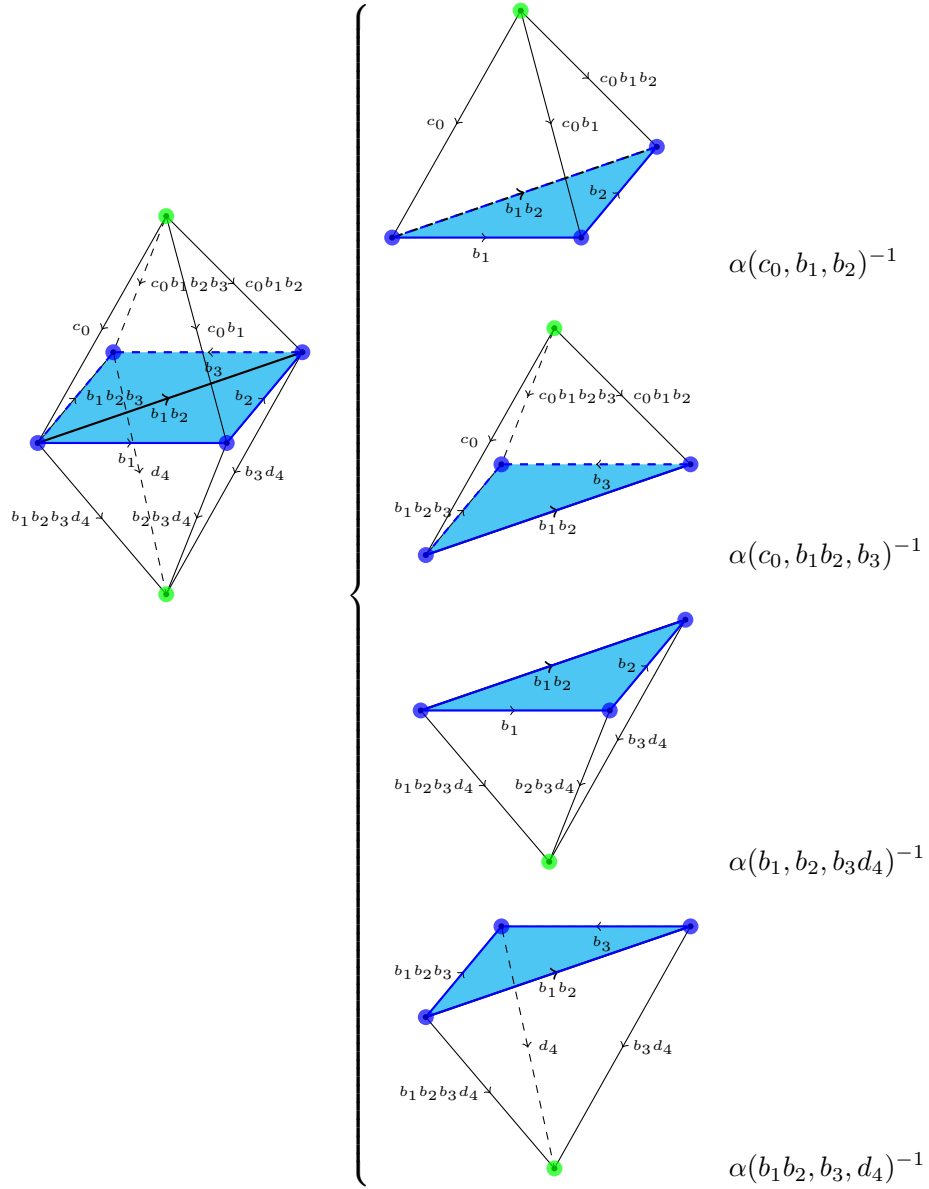 c₀b₁b₂
c₀
c₀b₁
b₂
b₁b₂
b₁
α(c₀, b₁, b₂)⁻¹
c₀b₁b₂b₃
c₀b₁b₂
c₀
c₀b₁
b₃
b₁b₂b₃
b₂
b₁b₂
b₁
d₄
b₃d₄
b₁b₂b₃d₄
b₂b₃d₄
c₀b₁b₂b₃
c₀b₁b₂
c₀
b₃
b₁b₂b₃
b₁b₂
α(c₀, b₁b₂, b₃)⁻¹
b₂
b₁b₂
b₁
b₃d₄
b₁b₂b₃d₄
b₂b₃d₄
α(b₁, b₂, b₃d₄)⁻¹
b₃
b₁b₂b₃
b₁b₂
d₄
b₃d₄
b₁b₂b₃d₄
α(b₁b₂, b₃, d₄)⁻¹